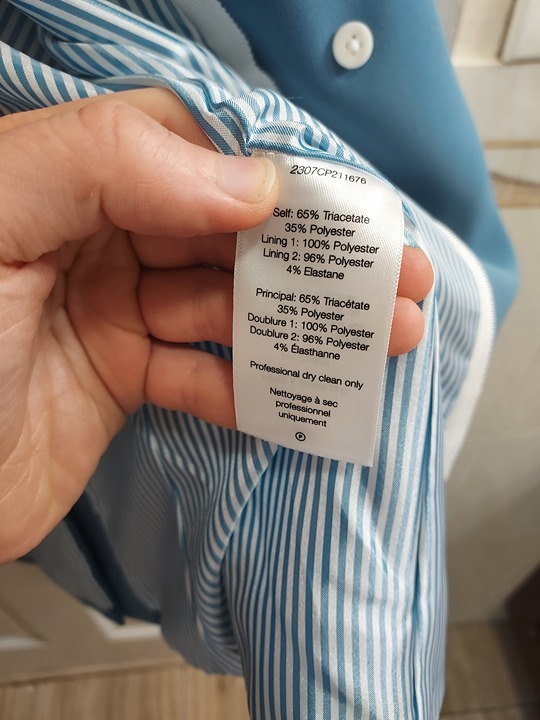 2307CP211676
Self: 65% Triacetate
35% Polyester
Lining 1: 100% Polyester
Lining 2: 96% Polyester
4% Elastane
Principal: 65% Triacétate
35% Polyester
Doublure 1: 100% Polyester
Doublure 2: 96% Polyester
4% Élasthanne
Professional dry clean only
Nettoyage à sec
professionnel
uniquement
P